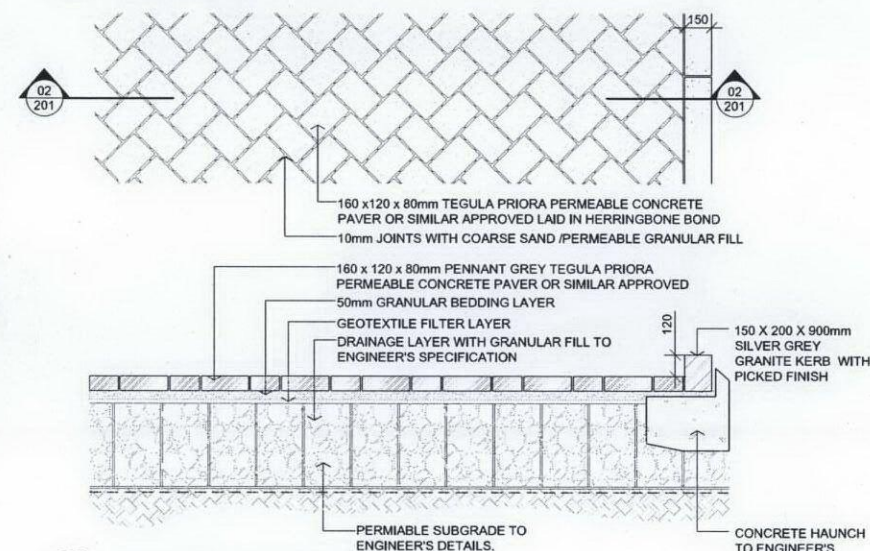 150
02
201
02
201
160 x120 x 80mm TEGULA PRIORA PERMEABLE CONCRETE
PAVER OR SIMILAR APPROVED LAID IN HERRINGBONE BOND
10mm JOINTS WITH COARSE SAND /PERMEABLE GRANULAR FILL
160 x 120 x 80mm PENNANT GREY TEGULA PRIORA
PERMEABLE CONCRETE PAVER OR SIMILAR APPROVED
50mm GRANULAR BEDDING LAYER
GEOTEXTILE FILTER LAYER
DRAINAGE LAYER WITH GRANULAR FILL TO
ENGINEER'S SPECIFICATION
120
150 X 200 X 900mm
SILVER GREY
GRANITE KERB WITH
PICKED FINISH
PERMIABLE SUBGRADE TO
ENGINEER'S DETAILS.
CONCRETE HAUNCH
TO ENGINEER'S